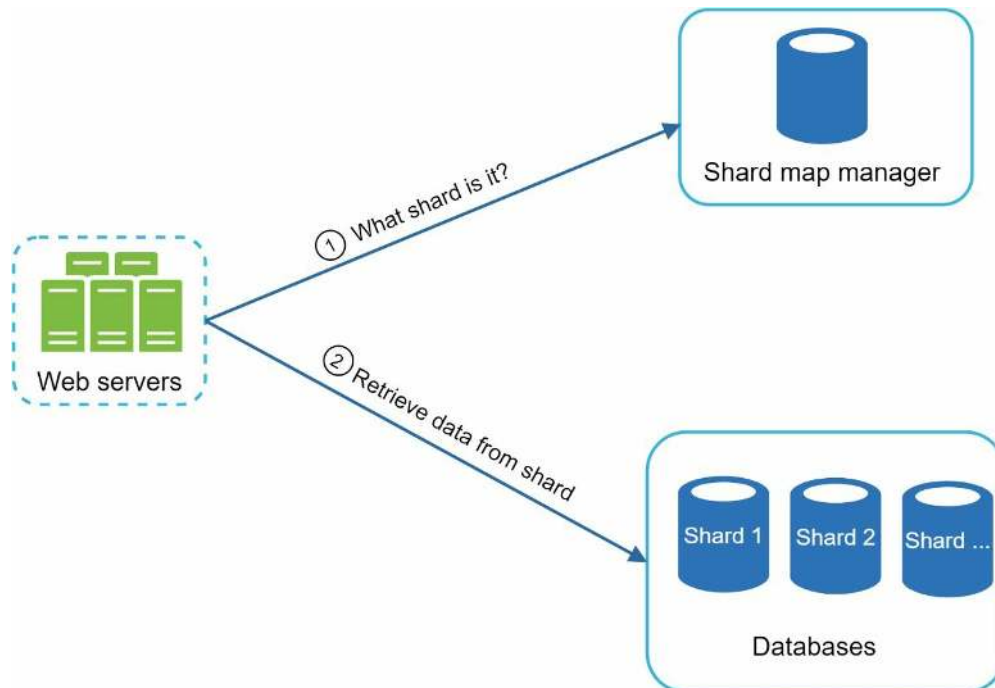 Shard map manager
1 What shard is it?
Web servers
2 Retrieve data from shard
Shard 1
Shard 2
Shard ...
Databases